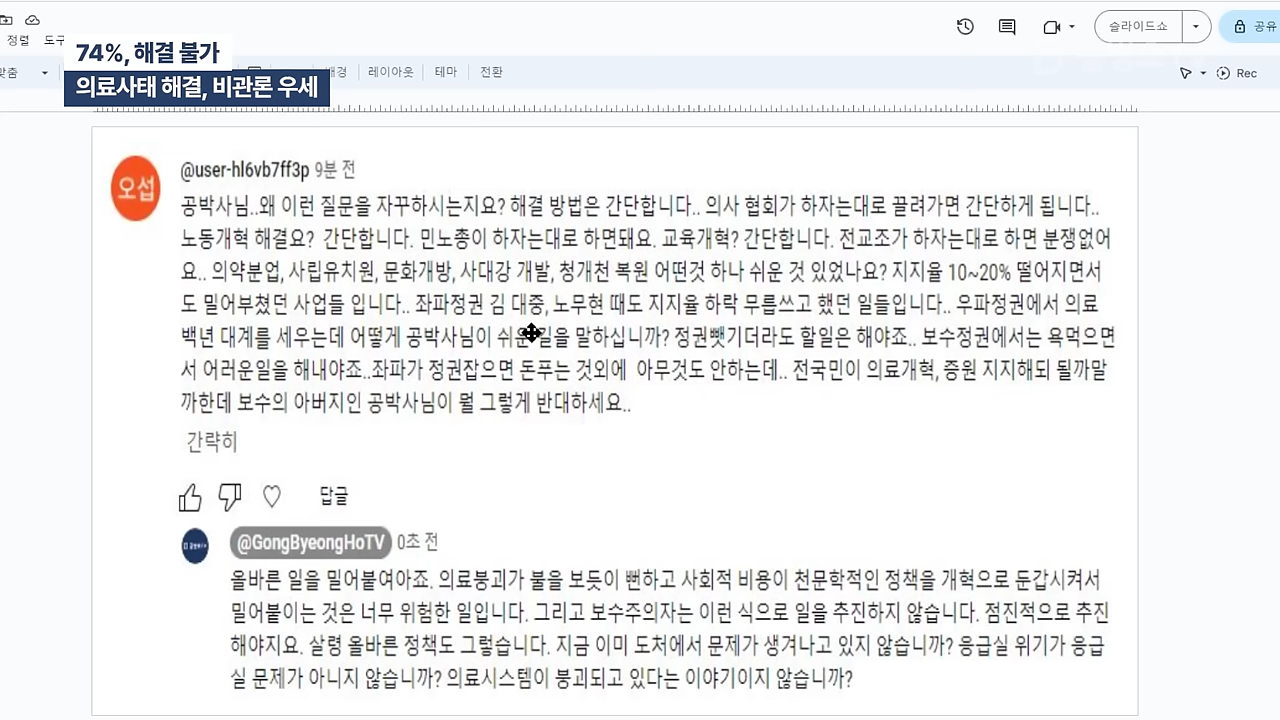 정렬
74%, 해결 불가
의료사태 해결, 비관론 우세
레이아웃
테마
전환
슬라이드쇼
공유
Rec
오섭
@user-hl6vb7ff3p 9분 전
공박사님..왜 이런 질문을 자꾸하시는지요? 해결 방법은 간단합니다.. 의사 협회가 하자는대로 끌려가면 간단하게 됩니다..
노동개혁 해결요? 간단합니다. 민노총이 하자는대로 하면돼요. 교육개혁? 간단합니다. 전교조가 하자는대로 하면 분쟁없어
요.. 의약분업, 사립유치원, 문화개방, 사대강 개발, 청개천 복원 어떤것 하나 쉬운 것 있었나요? 지지율 10~20% 떨어지면서
도 밀어부쳤던 사업들 입니다.. 좌파정권 김 대중, 노무현 때도 지지율 하락 무릅쓰고 했던 일들입니다.. 우파정권에서 의료
백년 대계를 세우는데 어떻게 공박사님이 쉬운 일을 말하십니까? 정권뺏기더라도 할일은 해야죠.. 보수정권에서는 욕먹으면
서 어려운일을 해내야죠..좌파가 정권잡으면 돈푸는 것외에 아무것도 안하는데.. 전국민이 의료개혁, 증원 지지해되 될까말
까한데 보수의 아버지인 공박사님이 뭘 그렇게 반대하세요..
간략히
답글
@GongByeongHoTV 0초 전
올바른 일을 밀어붙여아죠. 의료붕괴가 불을 보듯이 뻔하고 사회적 비용이 천문학적인 정책을 개혁으로 둔갑시켜서
밀어붙이는 것은 너무 위험한 일입니다. 그리고 보수주의자는 이런 식으로 일을 추진하지 않습니다. 점진적으로 추진
해야지요. 살령 올바른 정책도 그렇습니다. 지금 이미 도처에서 문제가 생겨나고 있지 않습니까? 응급실 위기가 응급
실 문제가 아니지 않습니까? 의료시스템이 붕괴되고 있다는 이야기이지 않습니까?